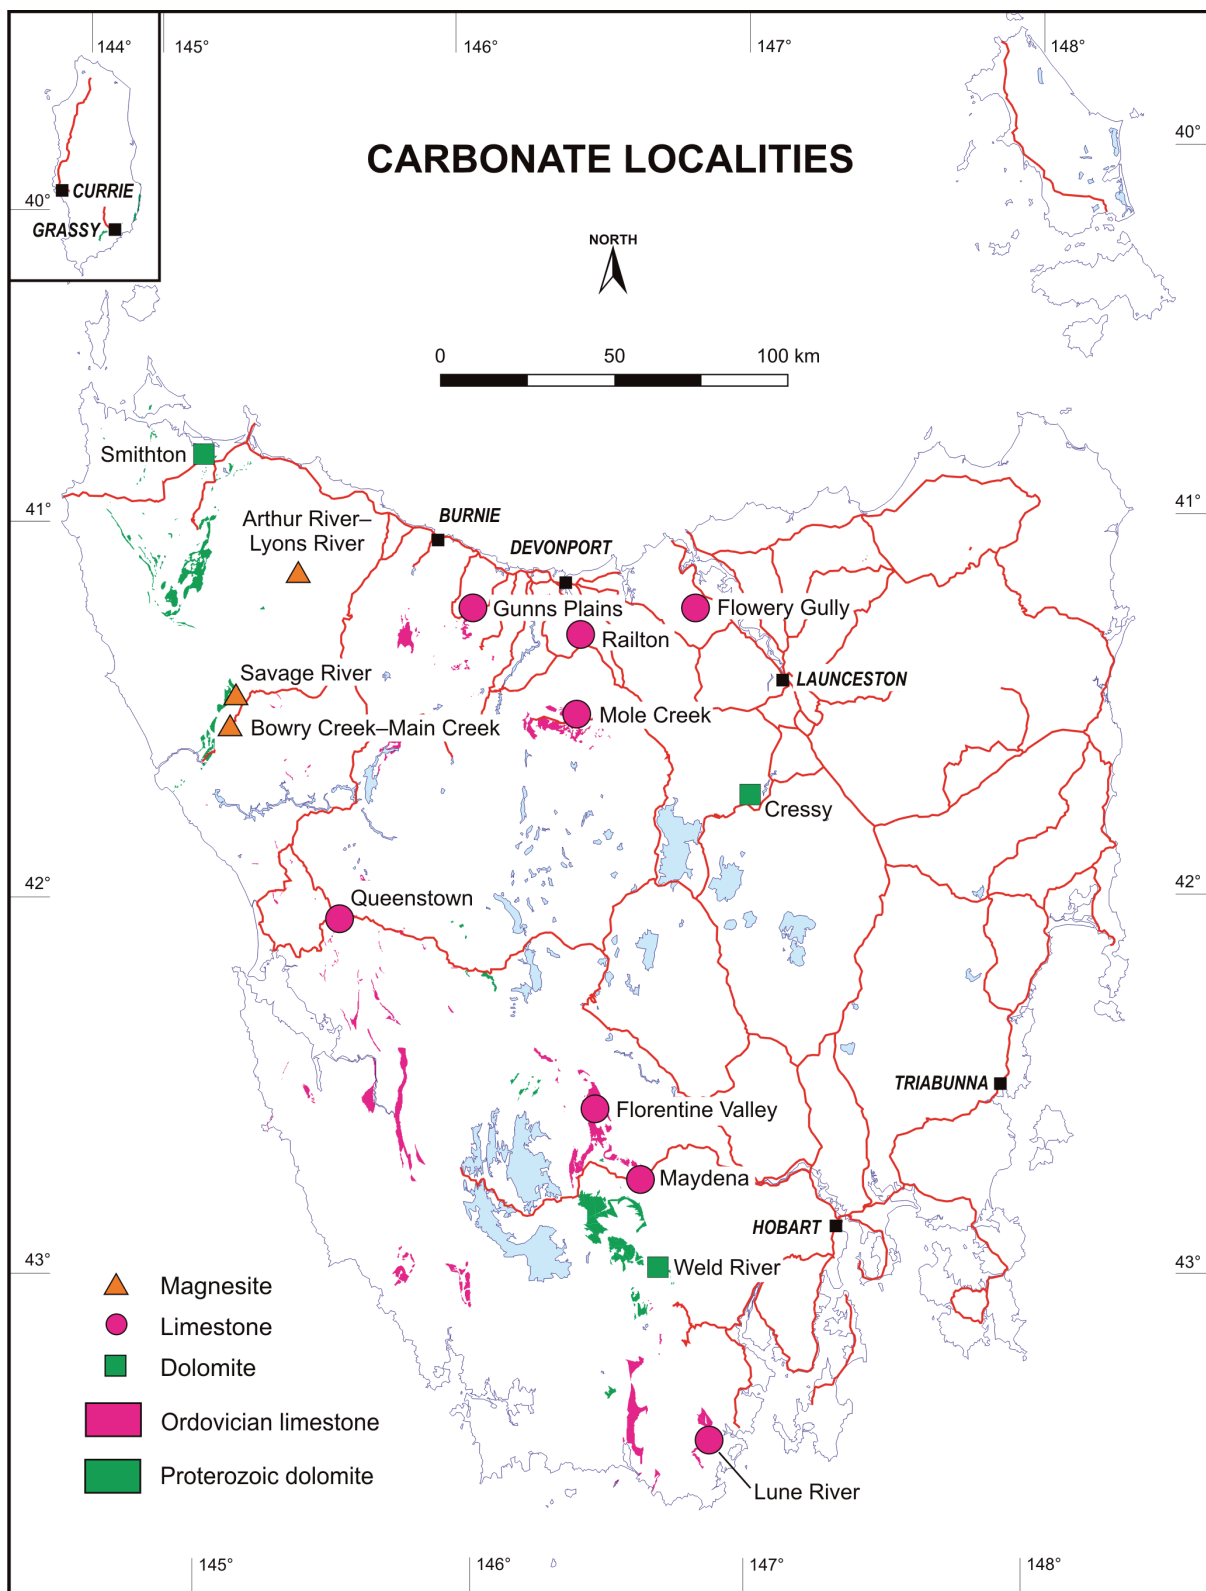 144°
145°
146°
147°
148°
40°
CARBONATE LOCALITIES
CURRIE
40°
GRASSY
NORTH
0
50
100 km
Smithton
41°
41°
Arthur River–
Lyons River
BURNIE
DEVONPORT
Gunns Plains
Flowery Gully
Railton
Savage River
LAUNCESTON
Mole Creek
Bowry Creek–Main Creek
Cressy
42°
42°
Queenstown
TRIABUNNA
Florentine Valley
Maydena
HOBART
Weld River
43°
43°
Magnesite
Limestone
Dolomite
Ordovician limestone
Proterozoic dolomite
Lune River
145°
146°
147°
148°